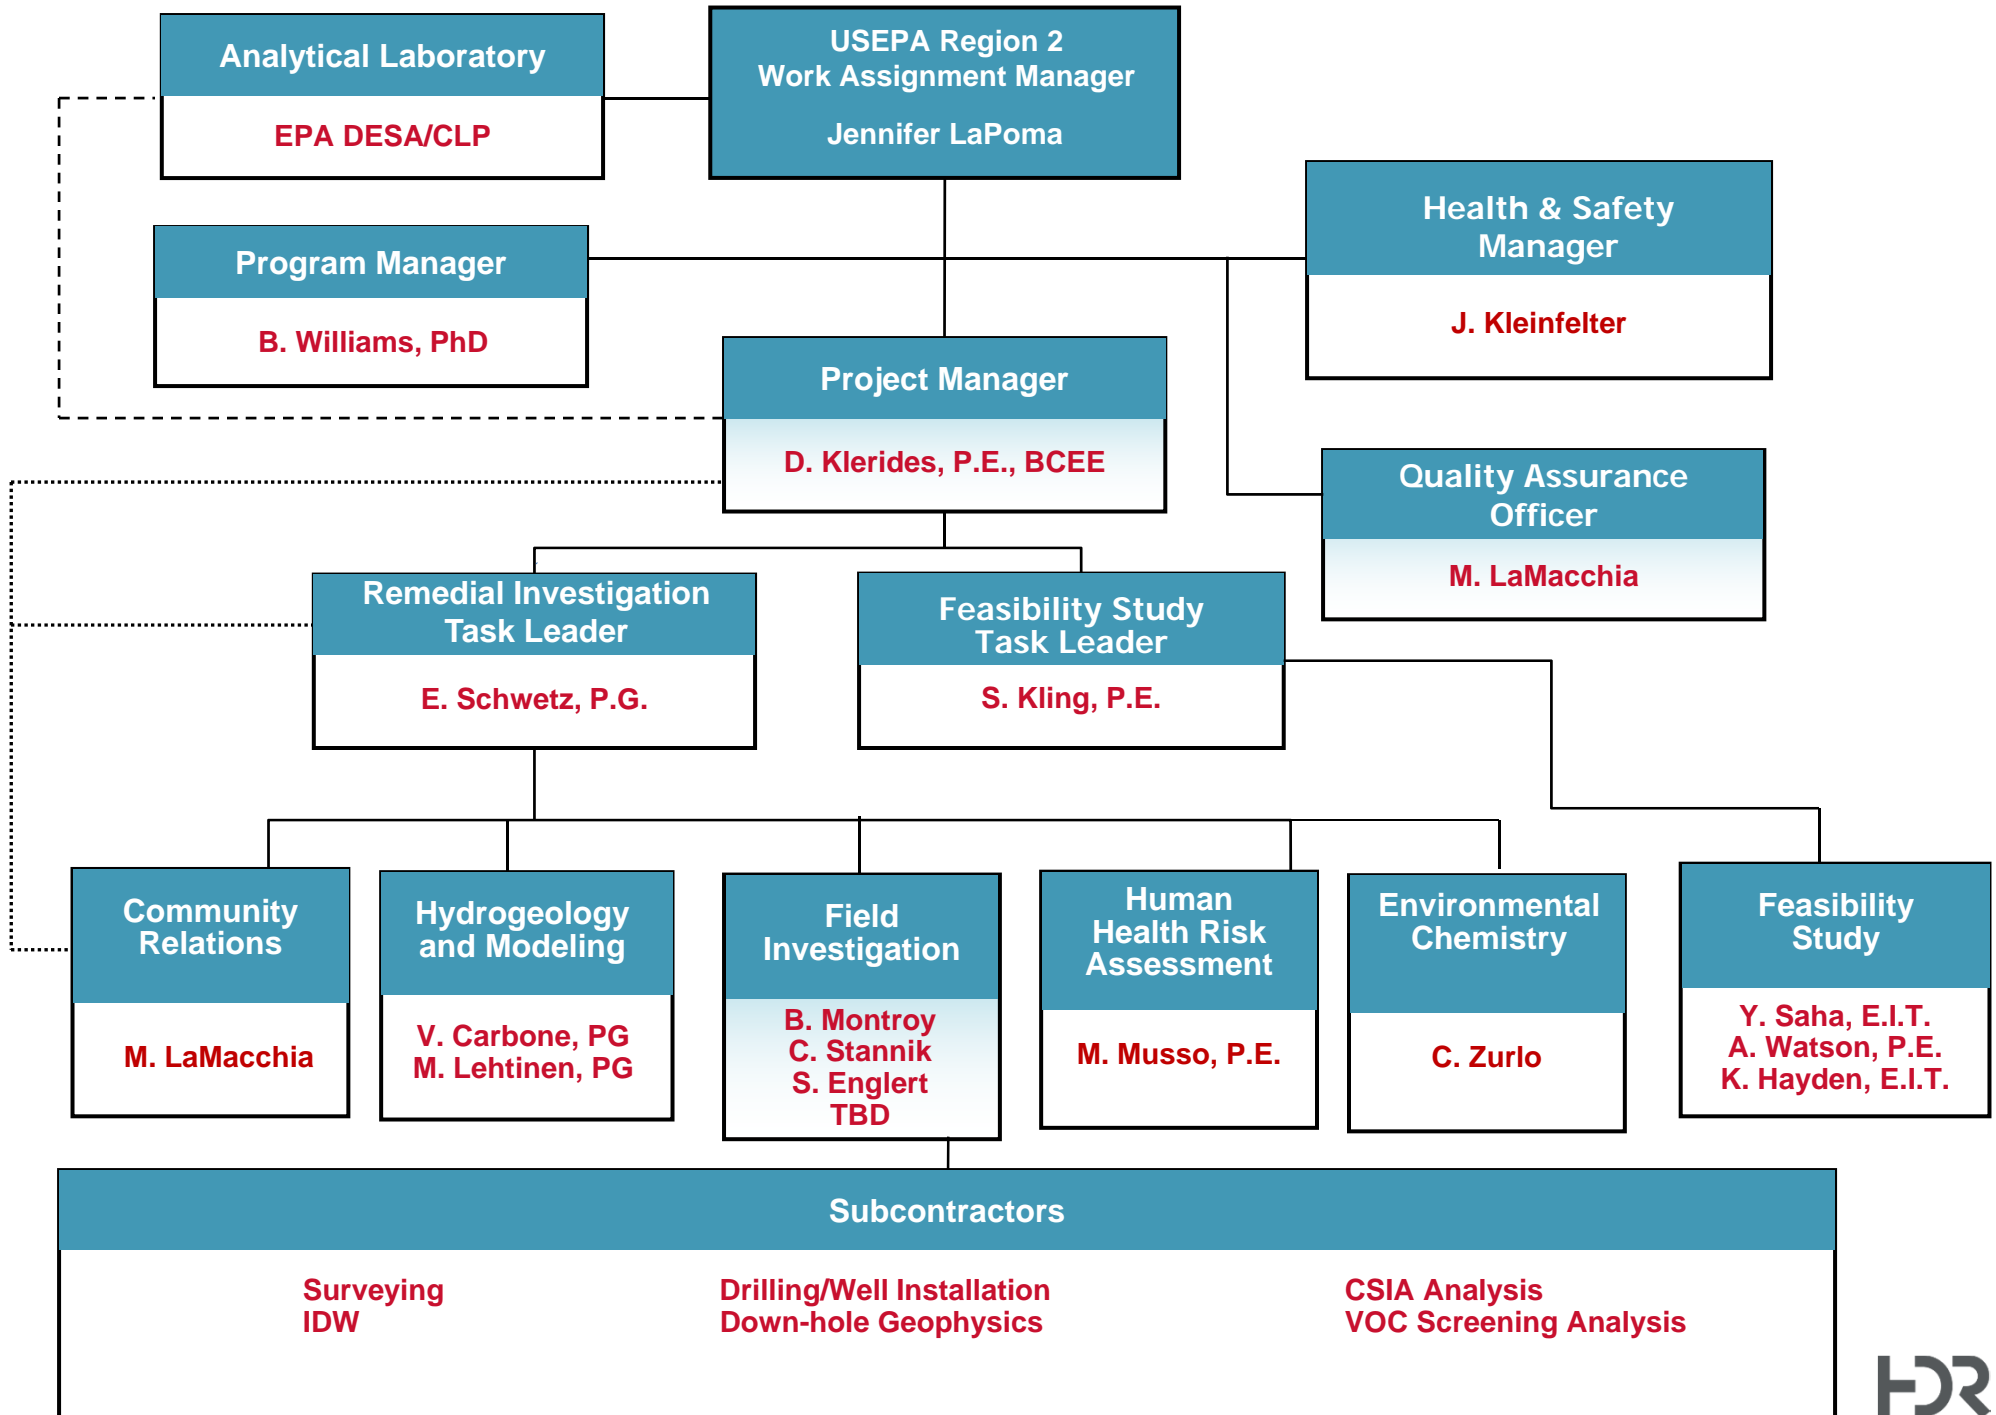 Analytical Laboratory
EPA DESA/CLP
USEPA Region 2
Work Assignment Manager
Jennifer LaPoma
Health & Safety
Manager
J. Kleinfelter
Program Manager
B. Williams, PhD
Project Manager
D. Klerides, P.E., BCEE
Quality Assurance
Officer
M. LaMacchia
Remedial Investigation
Task Leader
E. Schwetz, P.G.
Feasibility Study
Task Leader
S. Kling, P.E.
Community
Relations
M. LaMacchia
Hydrogeology
and Modeling
V. Carbone, PG
M. Lehtinen, PG
Field
Investigation
B. Montroy
C. Stannik
S. Englert
TBD
Human
Health Risk
Assessment
M. Musso, P.E.
Environmental
Chemistry
C. Zurlo
Feasibility
Study
Y. Saha, E.I.T.
A. Watson, P.E.
K. Hayden, E.I.T.
Subcontractors
Surveying
IDW
Drilling/Well Installation
Down-hole Geophysics
CSIA Analysis
VOC Screening Analysis
HDR